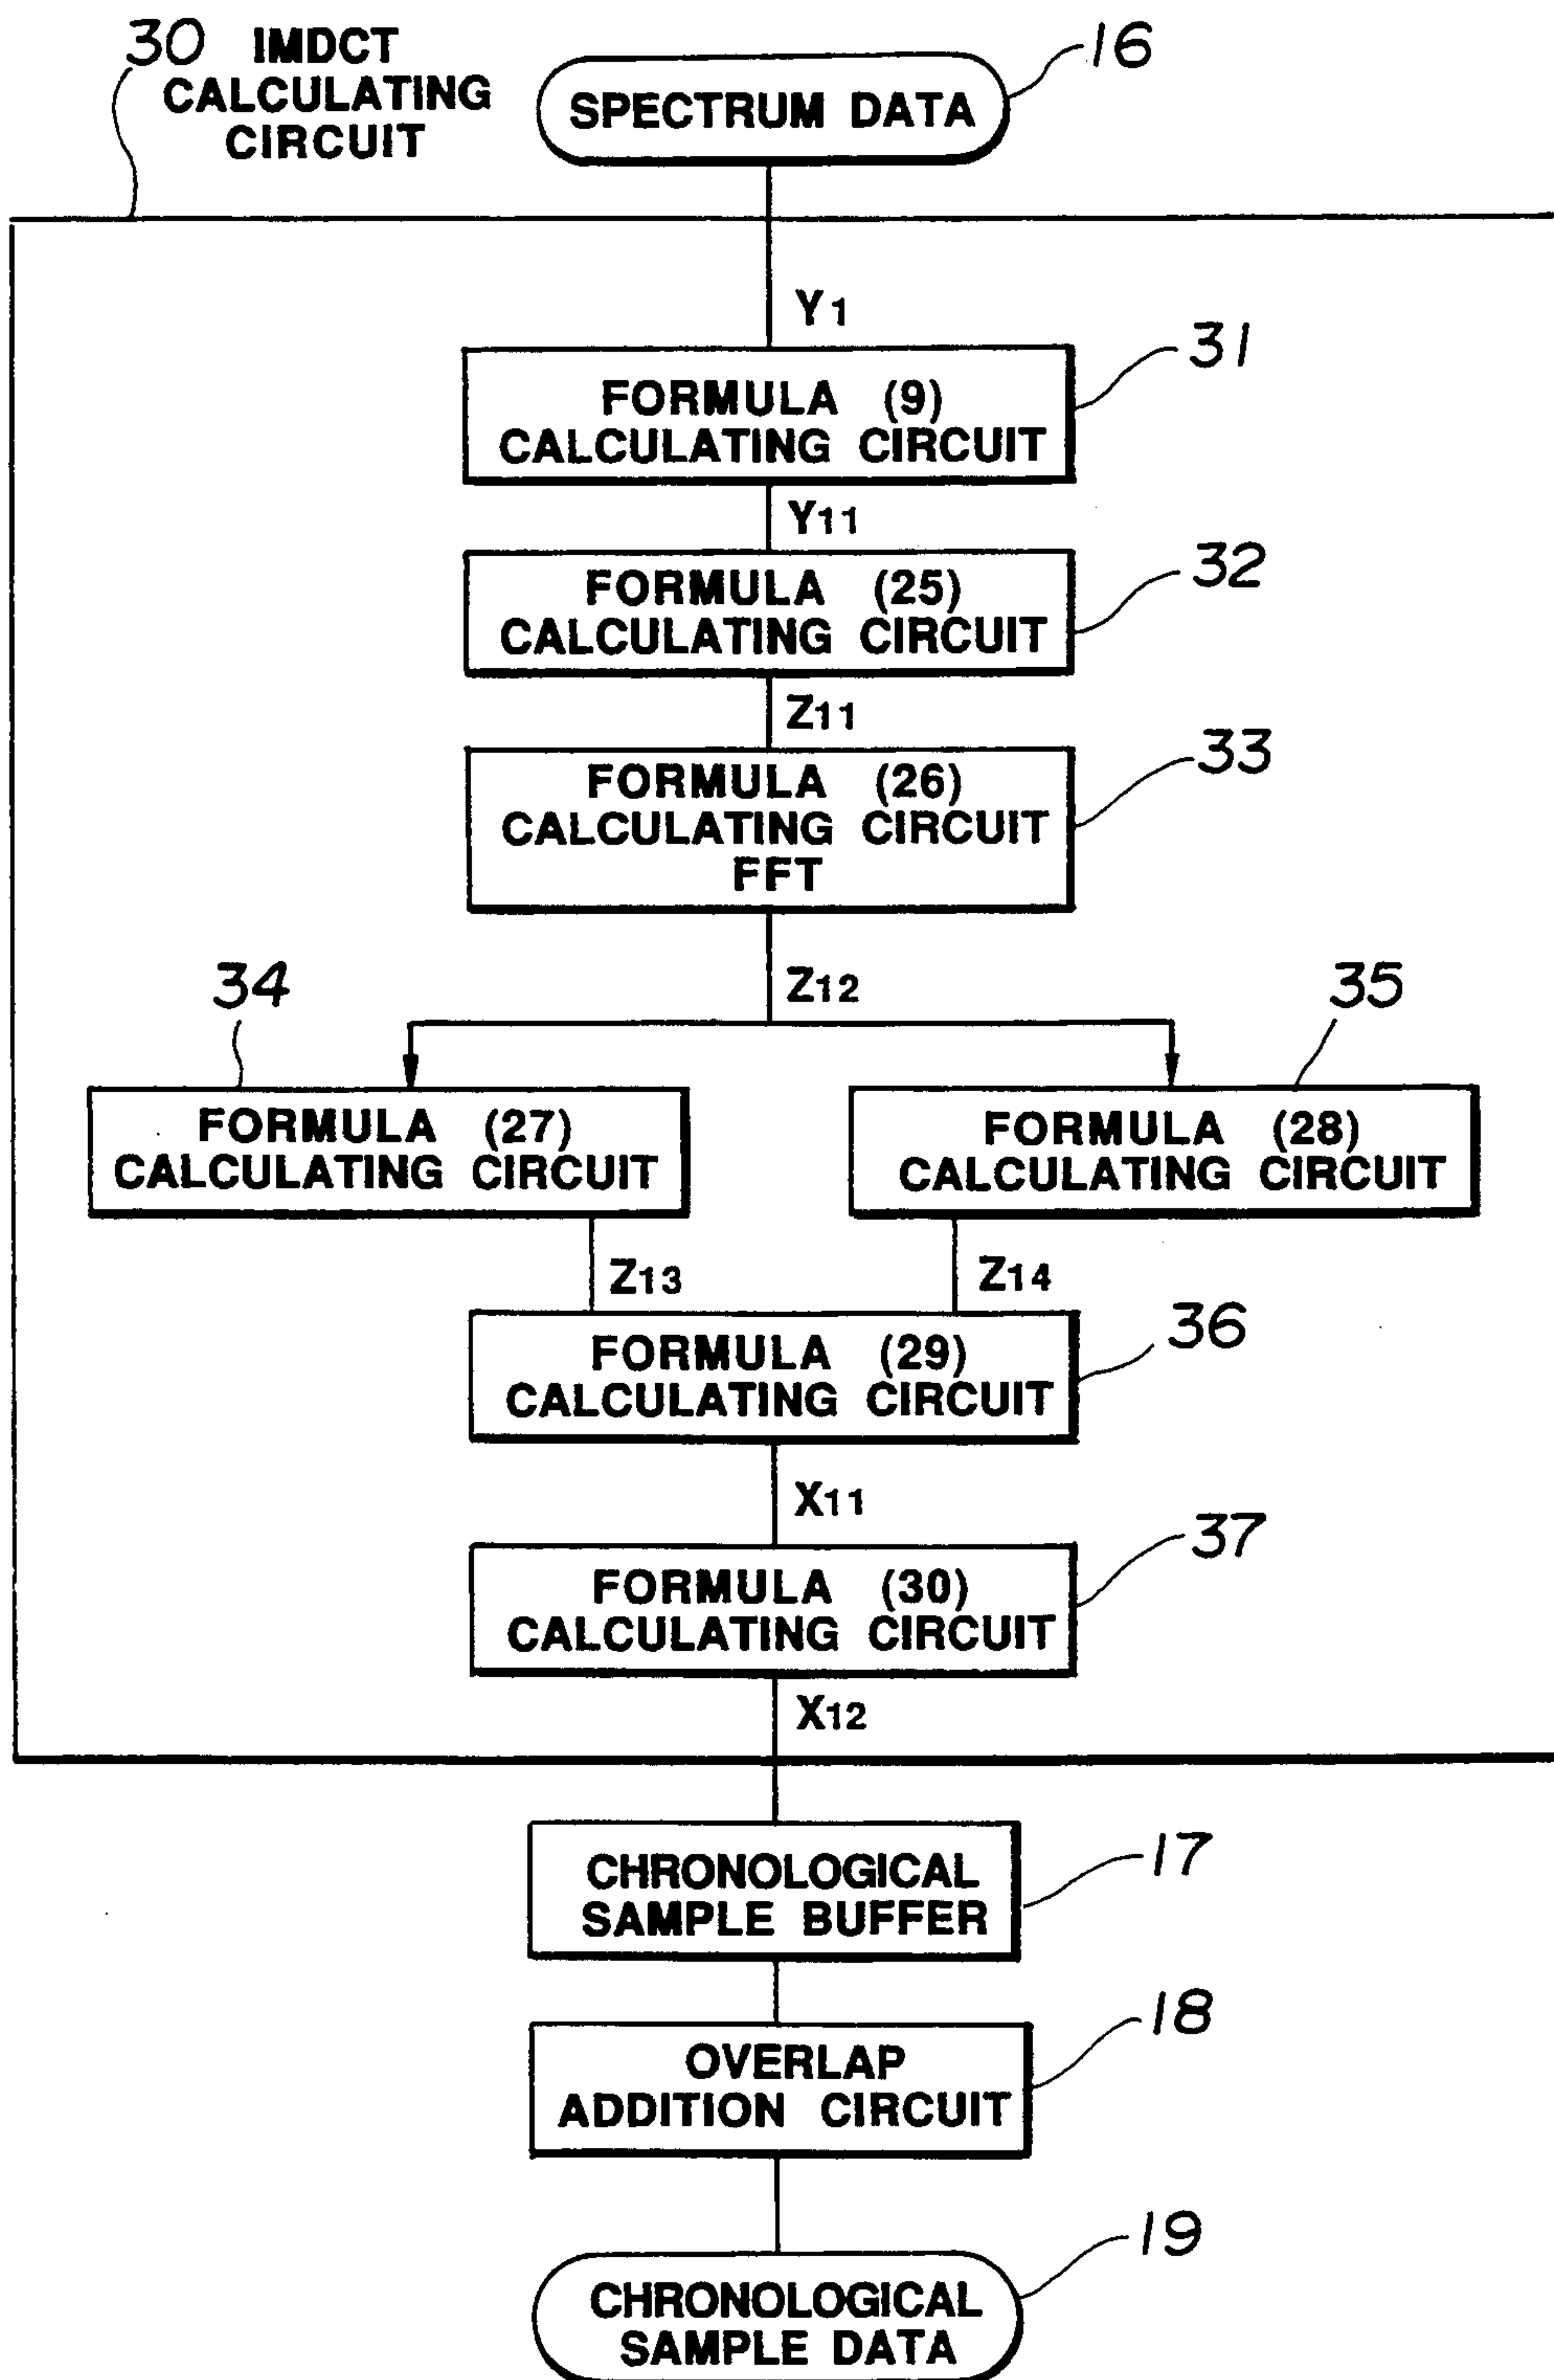 30 IMDCT
CALCULATING
CIRCUIT
16
SPECTRUM DATA
Y1
31
FORMULA (9)
CALCULATING CIRCUIT
Y11
32
FORMULA (25)
CALCULATING CIRCUIT
Z11
33
FORMULA (26)
CALCULATING CIRCUIT
FFT
Z12
34
35
FORMULA (27)
CALCULATING CIRCUIT
FORMULA (28)
CALCULATING CIRCUIT
Z13
Z14
36
FORMULA (29)
CALCULATING CIRCUIT
X11
37
FORMULA (30)
CALCULATING CIRCUIT
X12
17
CHRONOLOGICAL
SAMPLE BUFFER
18
OVERLAP
ADDITION CIRCUIT
19
CHRONOLOGICAL
SAMPLE DATA